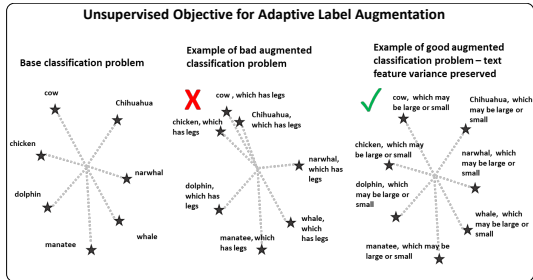 Unsupervised Objective for Adaptive Label Augmentation
Base classification problem
cow
Chihuahua
chicken
narwhal
dolphin
whale
manatee
Example of bad augmented
classification problem
X
cow , which has legs
Chihuahua,
which has legs
chicken, which
has legs
narwhal,
which has
legs
dolphin,
which has
legs
whale,
which has
legs
manatee, which
has legs
Example of good augmented
classification problem – text
feature variance preserved
cow, which may
be large or small
Chihuahua, which
may be large or
small
chicken, which may
be large or small
narwhal, which
may be large or
small
dolphin, which
may be large or
small
whale, which
may be large or
small
manatee, which may be
large or small